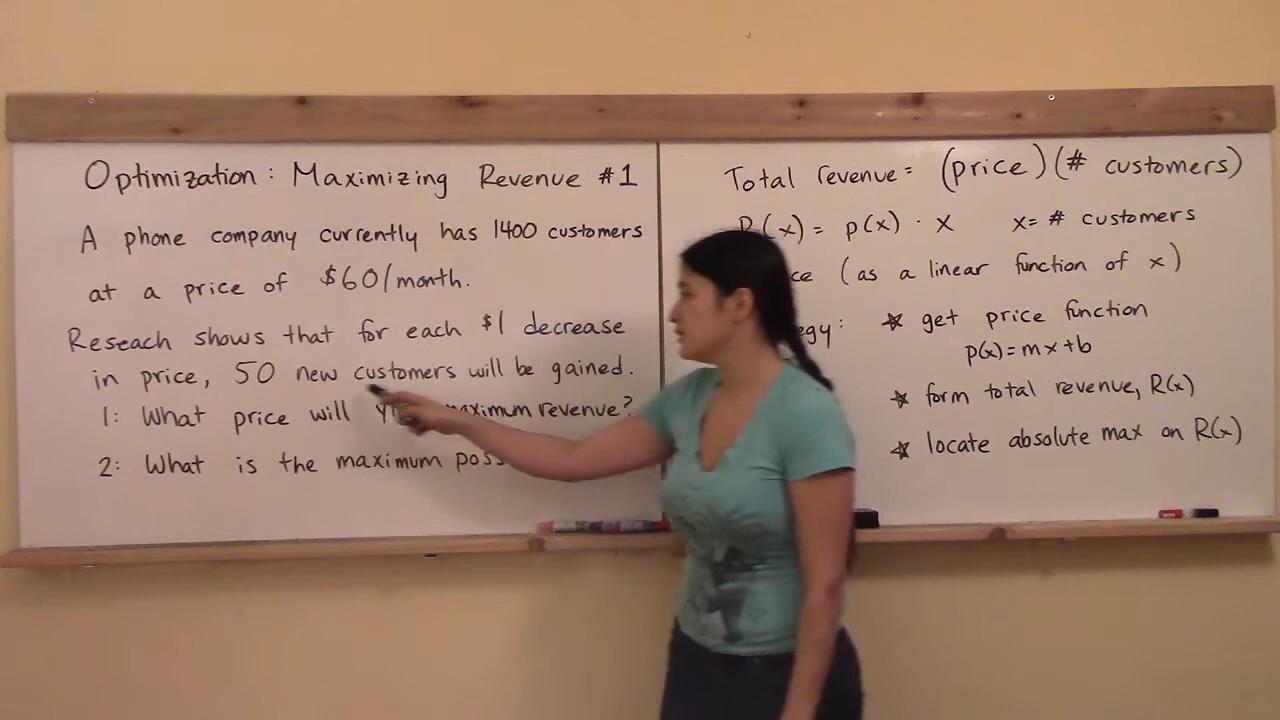 Optimization: Maximizing Revenue #1
A phone company currently has 1400 customers
at a price of $60/month.
Reseach shows that for each $1 decrease
in price, 50 new customers will be gained.
1: What price will maximum revenue?
2: What is the maximum
Total revenue = (price)(# customers)
R(x) = p(x) · x x = # customers
(as a linear function of x)
☆ get price function
p(x) = mx+b
☆ form total revenue, R(x)
☆ locate absolute max on R(x)